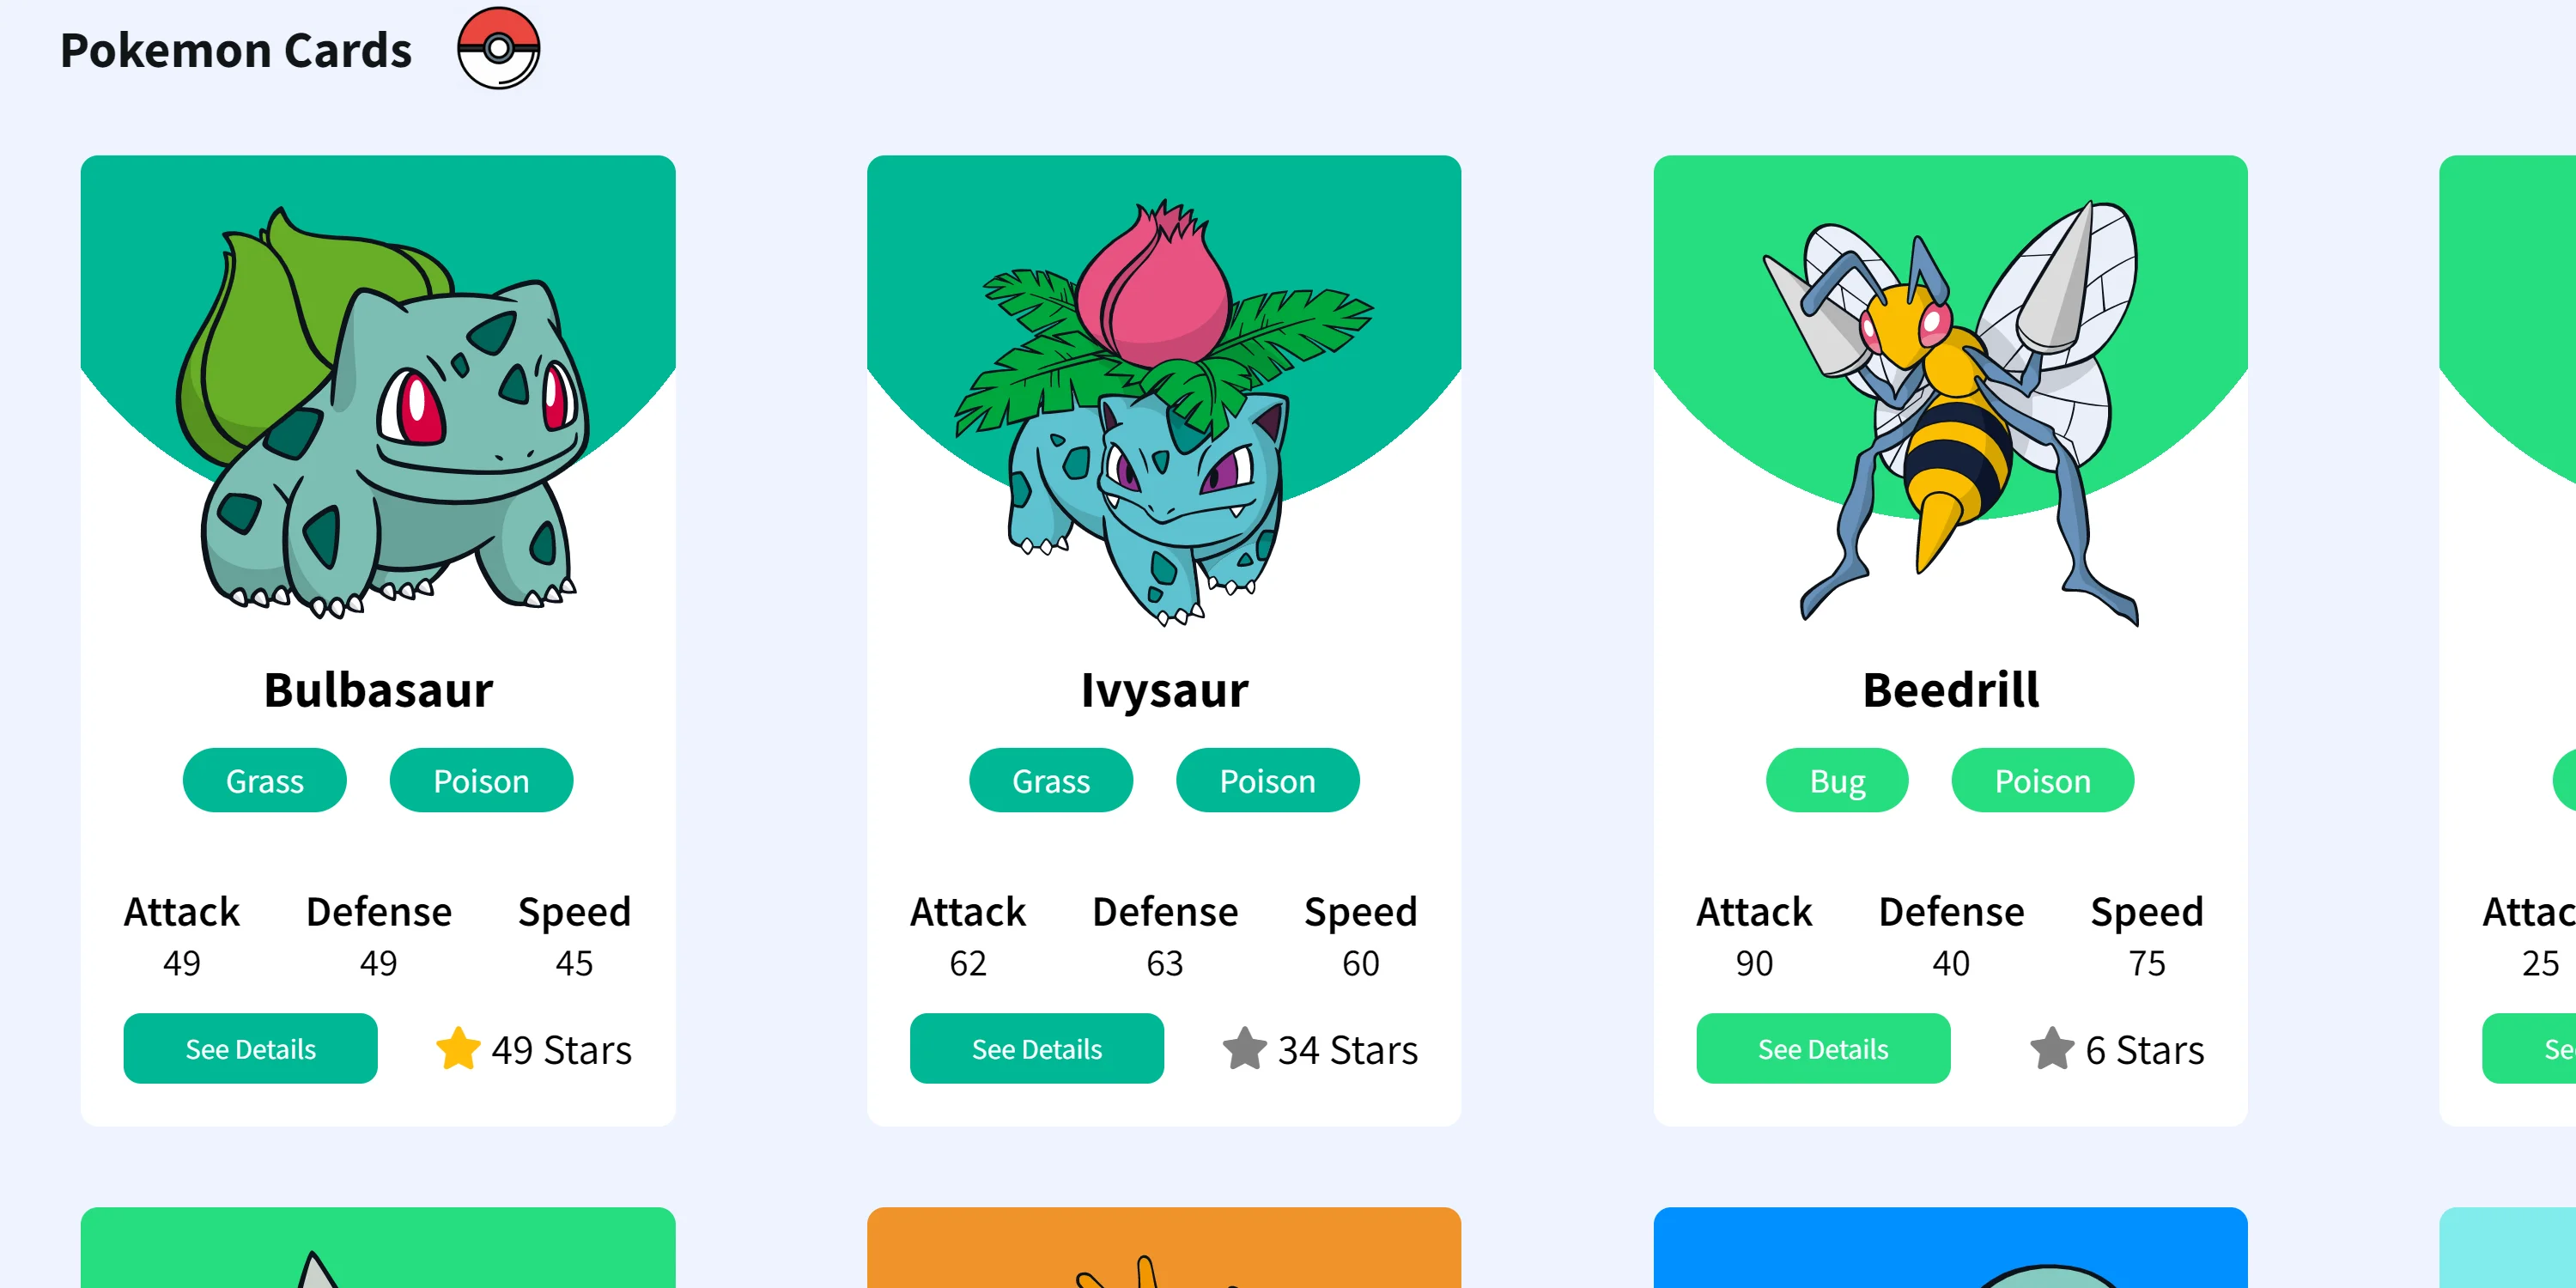 Pokemon Cards
Bulbasaur
Grass Poison
Attack Defense Speed
49 49 45
See Details 49 Stars
Ivysaur
Grass Poison
Attack Defense Speed
62 63 60
See Details 34 Stars
Beedrill
Bug Poison
Attack Defense Speed
90 40 75
See Details 6 Stars
25